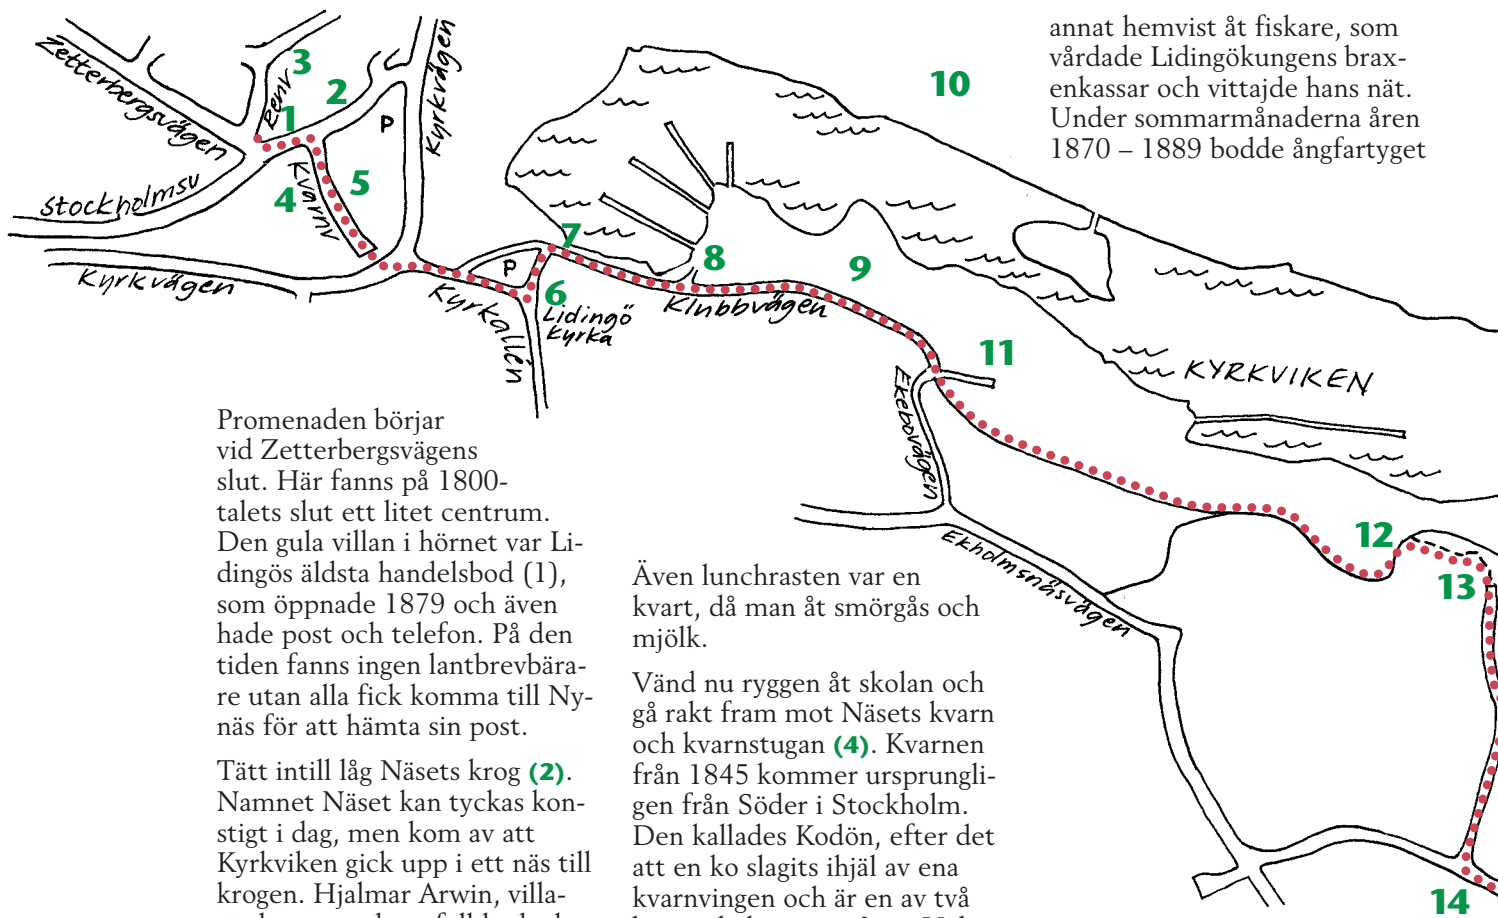 Zetterbergsvägen
3
Renv
2
1
P
Kyrkvägen
Stockholmsv
4
Kvarnv
5
Kyrkvägen
P
Kyrkallén
6
Lidingö
Kyrka
7
8
Klubbvägen
9
10
11
Ekebovägen
KYRKVIKEN
12
13
Ekholmsnäsvägen
14
annat hemvist åt fiskare, som
vårdade Lidingökungens brax-
enkassar och vittajde hans nät.
Under sommarmånaderna åren
1870 – 1889 bodde ångfartyget
Promenaden börjar
vid Zetterbergsvägens
slut. Här fanns på 1800-
talets slut ett litet centrum.
Den gula villan i hörnet var Li-
dingös äldsta handelsbod (1),
som öppnade 1879 och även
hade post och telefon. På den
tiden fanns ingen lantbrevbära-
re utan alla fick komma till Ny-
näs för att hämta sin post.
Tätt intill låg Näsets krog (2).
Namnet Näset kan tyckas kon-
stigt i dag, men kom av att
Kyrkviken gick upp i ett näs till
krogen. Hjalmar Arwin, villa-
Även lunchrasten var en
kvart, då man åt smörgås och
mjölk.
Vänd nu ryggen åt skolan och
gå rakt fram mot Näsets kvarn
och kvarnstugan (4). Kvarnen
från 1845 kommer ursprungli-
gen från Söder i Stockholm.
Den kallades Kodön, efter det
att en ko slagits ihjäl av ena
kvarnvingen och är en av två